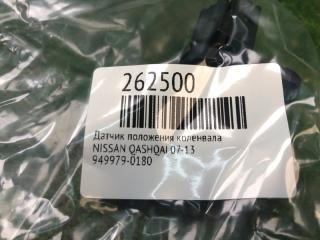 262500
Датчик положения коленвала
NISSAN QASHQAI 07-13
949979-0180